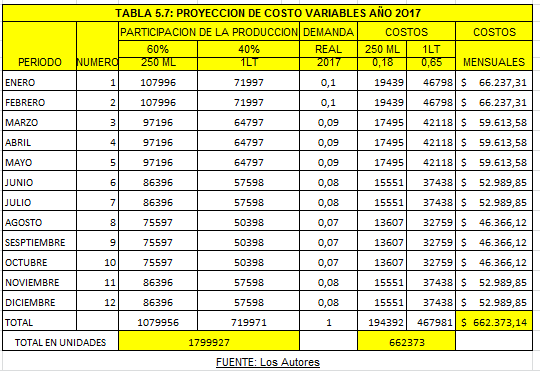 TABLA 5.7: PROYECCION DE COSTO VARIABLES AÑO 2O17
PARTICIPACION DE LA PRODUCCION DEMANDA COSTOS COSTOS
60% 40% REAL 250 ML 1LT
PERIODO NUMERO 250 ML 1LT 2017 0,18 0,65 MENSUALES
ENERO 1 107996 71997 0,1 19439 46798 $ 66.237,31
FEBRERO 2 107996 71997 0,1 19439 46798 $ 66.237,31
MARZO 3 97196 64797 0,09 17495 42118 $ 59.613,58
ABRIL 4 97196 64797 0,09 17495 42118 $ 59.613,58
MAYO 5 97196 64797 0,09 17495 42118 $ 59.613,58
JUNIO 6 86396 57598 0,08 15551 37438 $ 52.989,85
JULIO 7 86396 57598 0,08 15551 37438 $ 52.989,85
AGOSTO 8 75597 50398 0,07 13607 32759 $ 46.366,12
SESPTIEMBRE 9 75597 50398 0,07 13607 32759 $ 46.366,12
OCTUBRE 10 75597 50398 0,07 13607 32759 $ 46.366,12
NOVIEMBRE 11 86396 57598 0,08 15551 37438 $ 52.989,85
DICIEMBRE 12 86396 57598 0,08 15551 37438 $ 52.989,85
TOTAL 1079956 719971 1 194392 467981 $ 662.373,14
TOTAL EN UNIDADES 1799927 662373
FUENTE: Los Autores